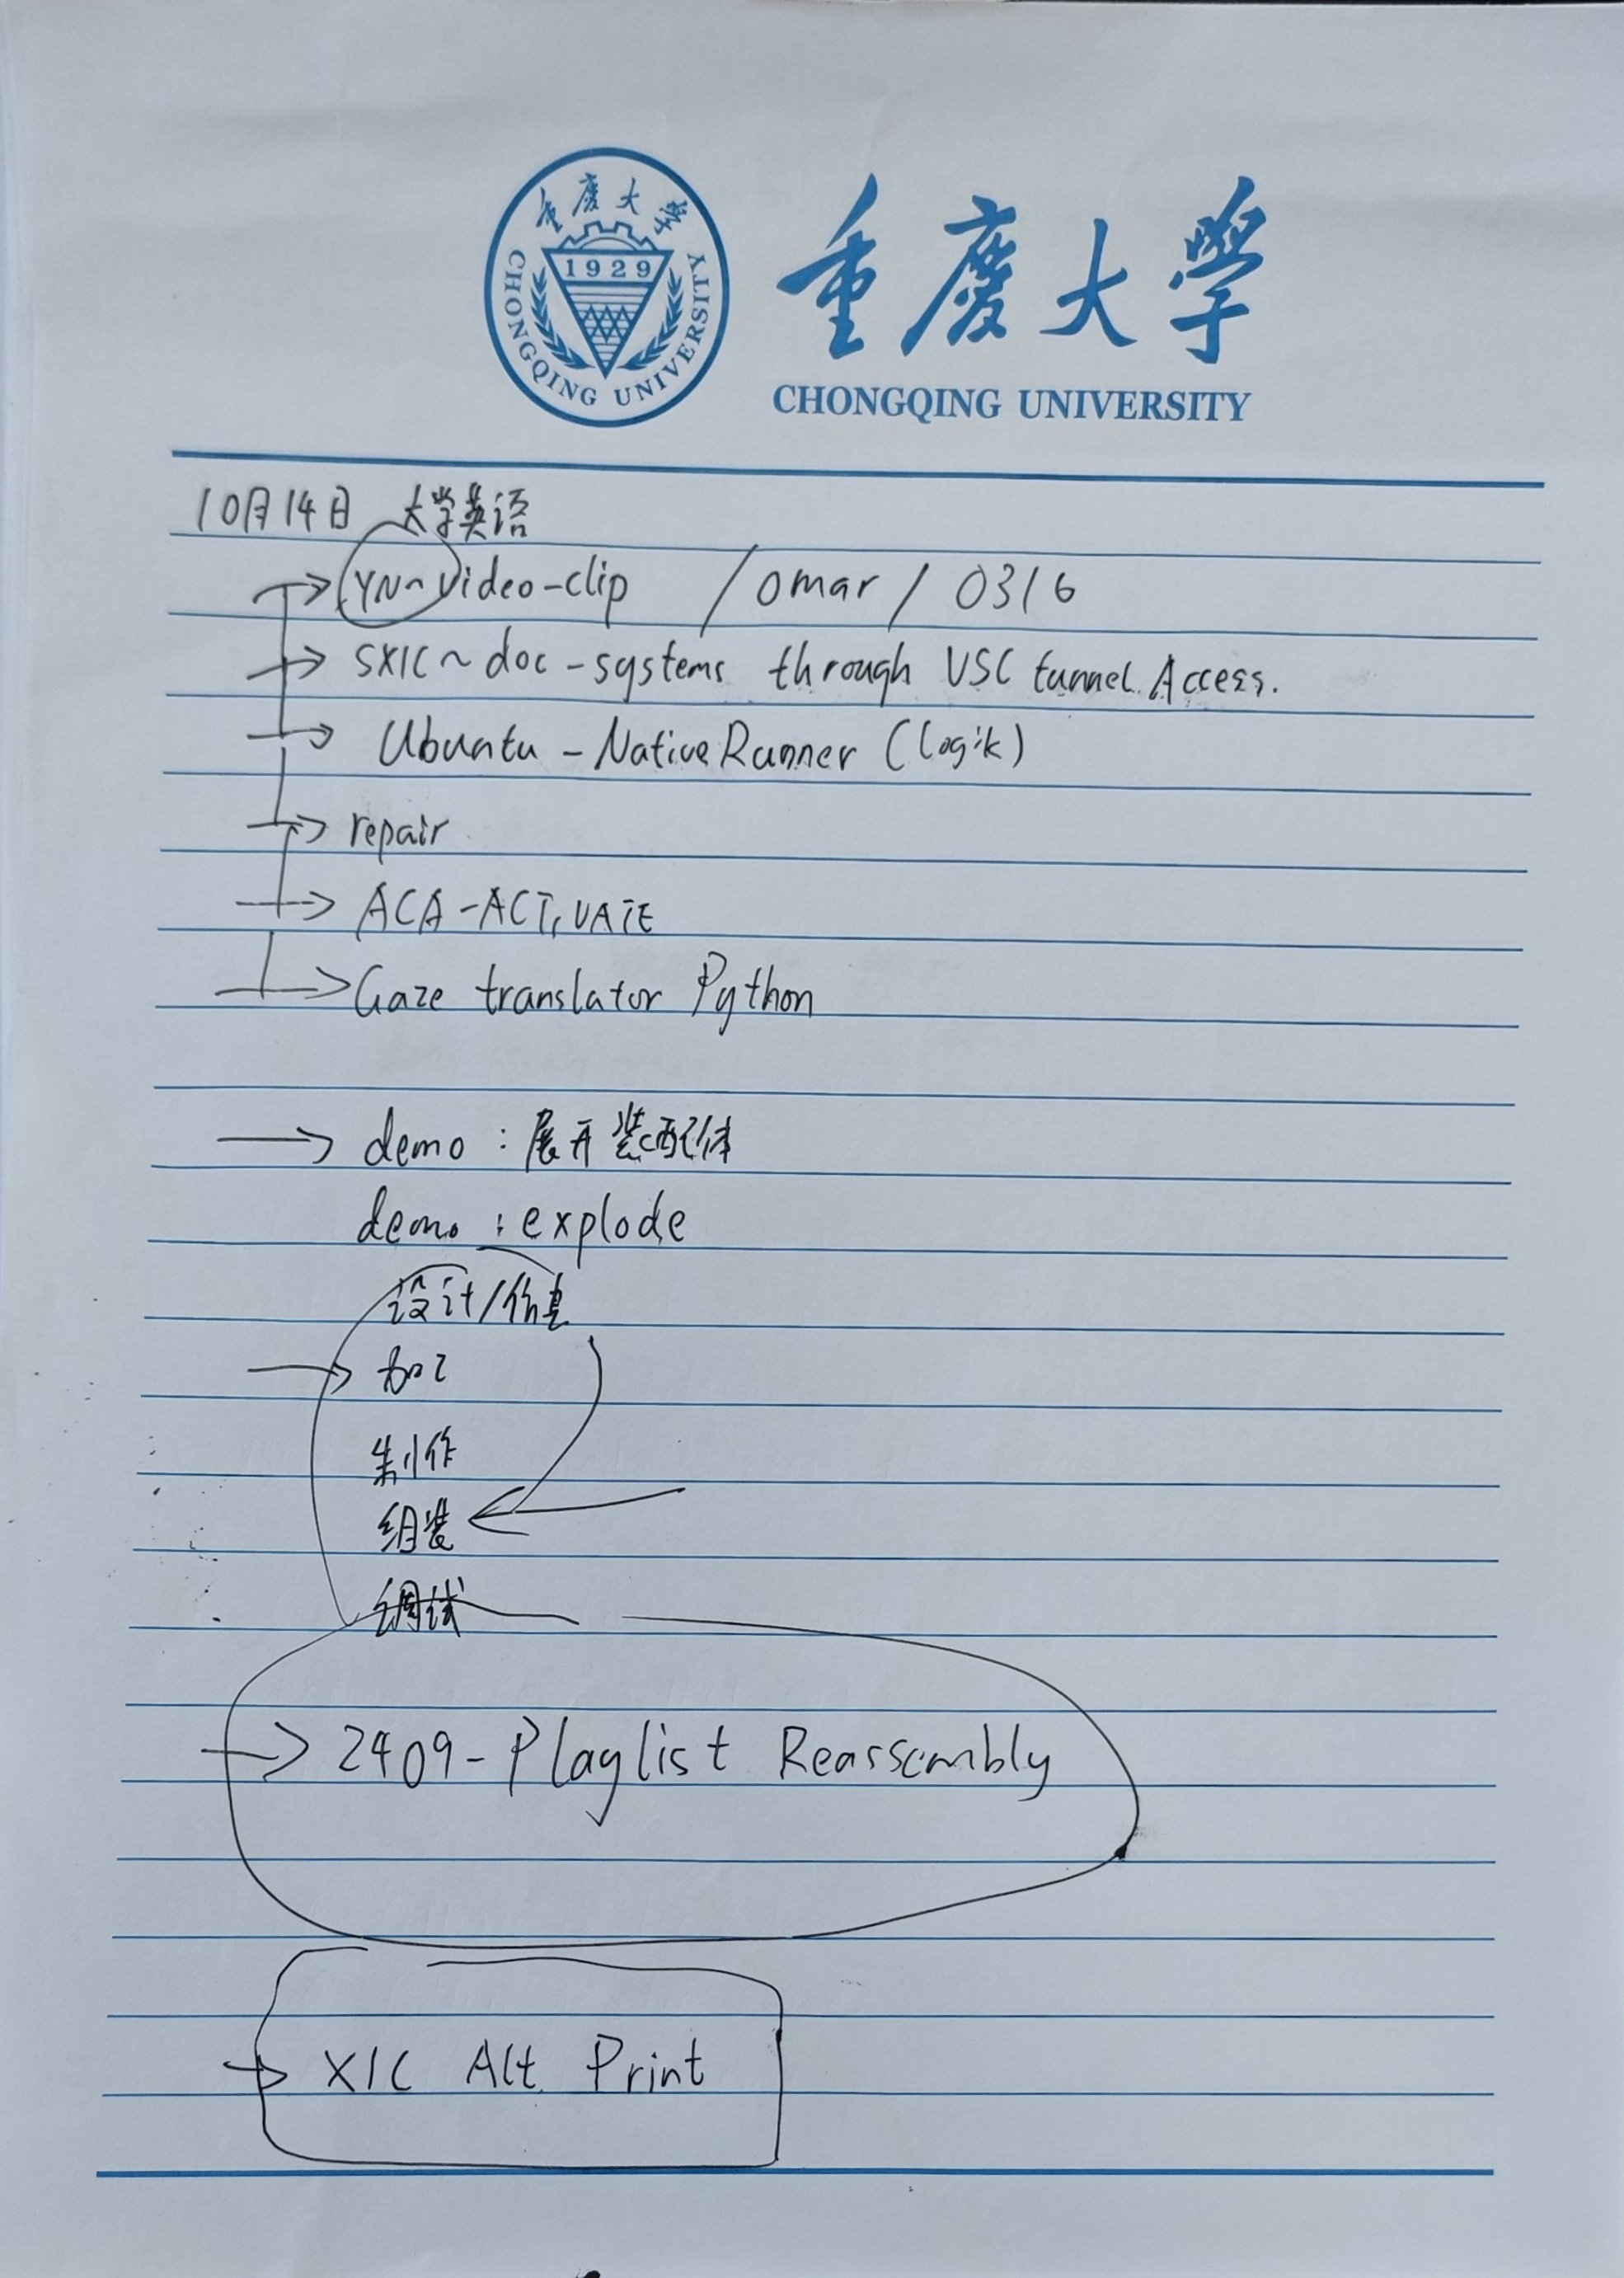 重慶大學
CHONGQING UNIVERSITY
1929
重慶大學
CHONGQING UNIVERSITY
10月14日 大学英语
→ YN~Video-clip /omar/0316
→ SXIC~doc-systems through VSC tunnel Access.
→ Ubuntu-NativeRunner (Logik)
→ repair
→ ACA-ACTIVATE
→ Gaze translator Python
→ demo:展开装配体
demo:explode
设计/仿真
→ 加工
制作
组装 ←
调试
→ 2409-Playlist Reassembly
→ XIC Alt Print